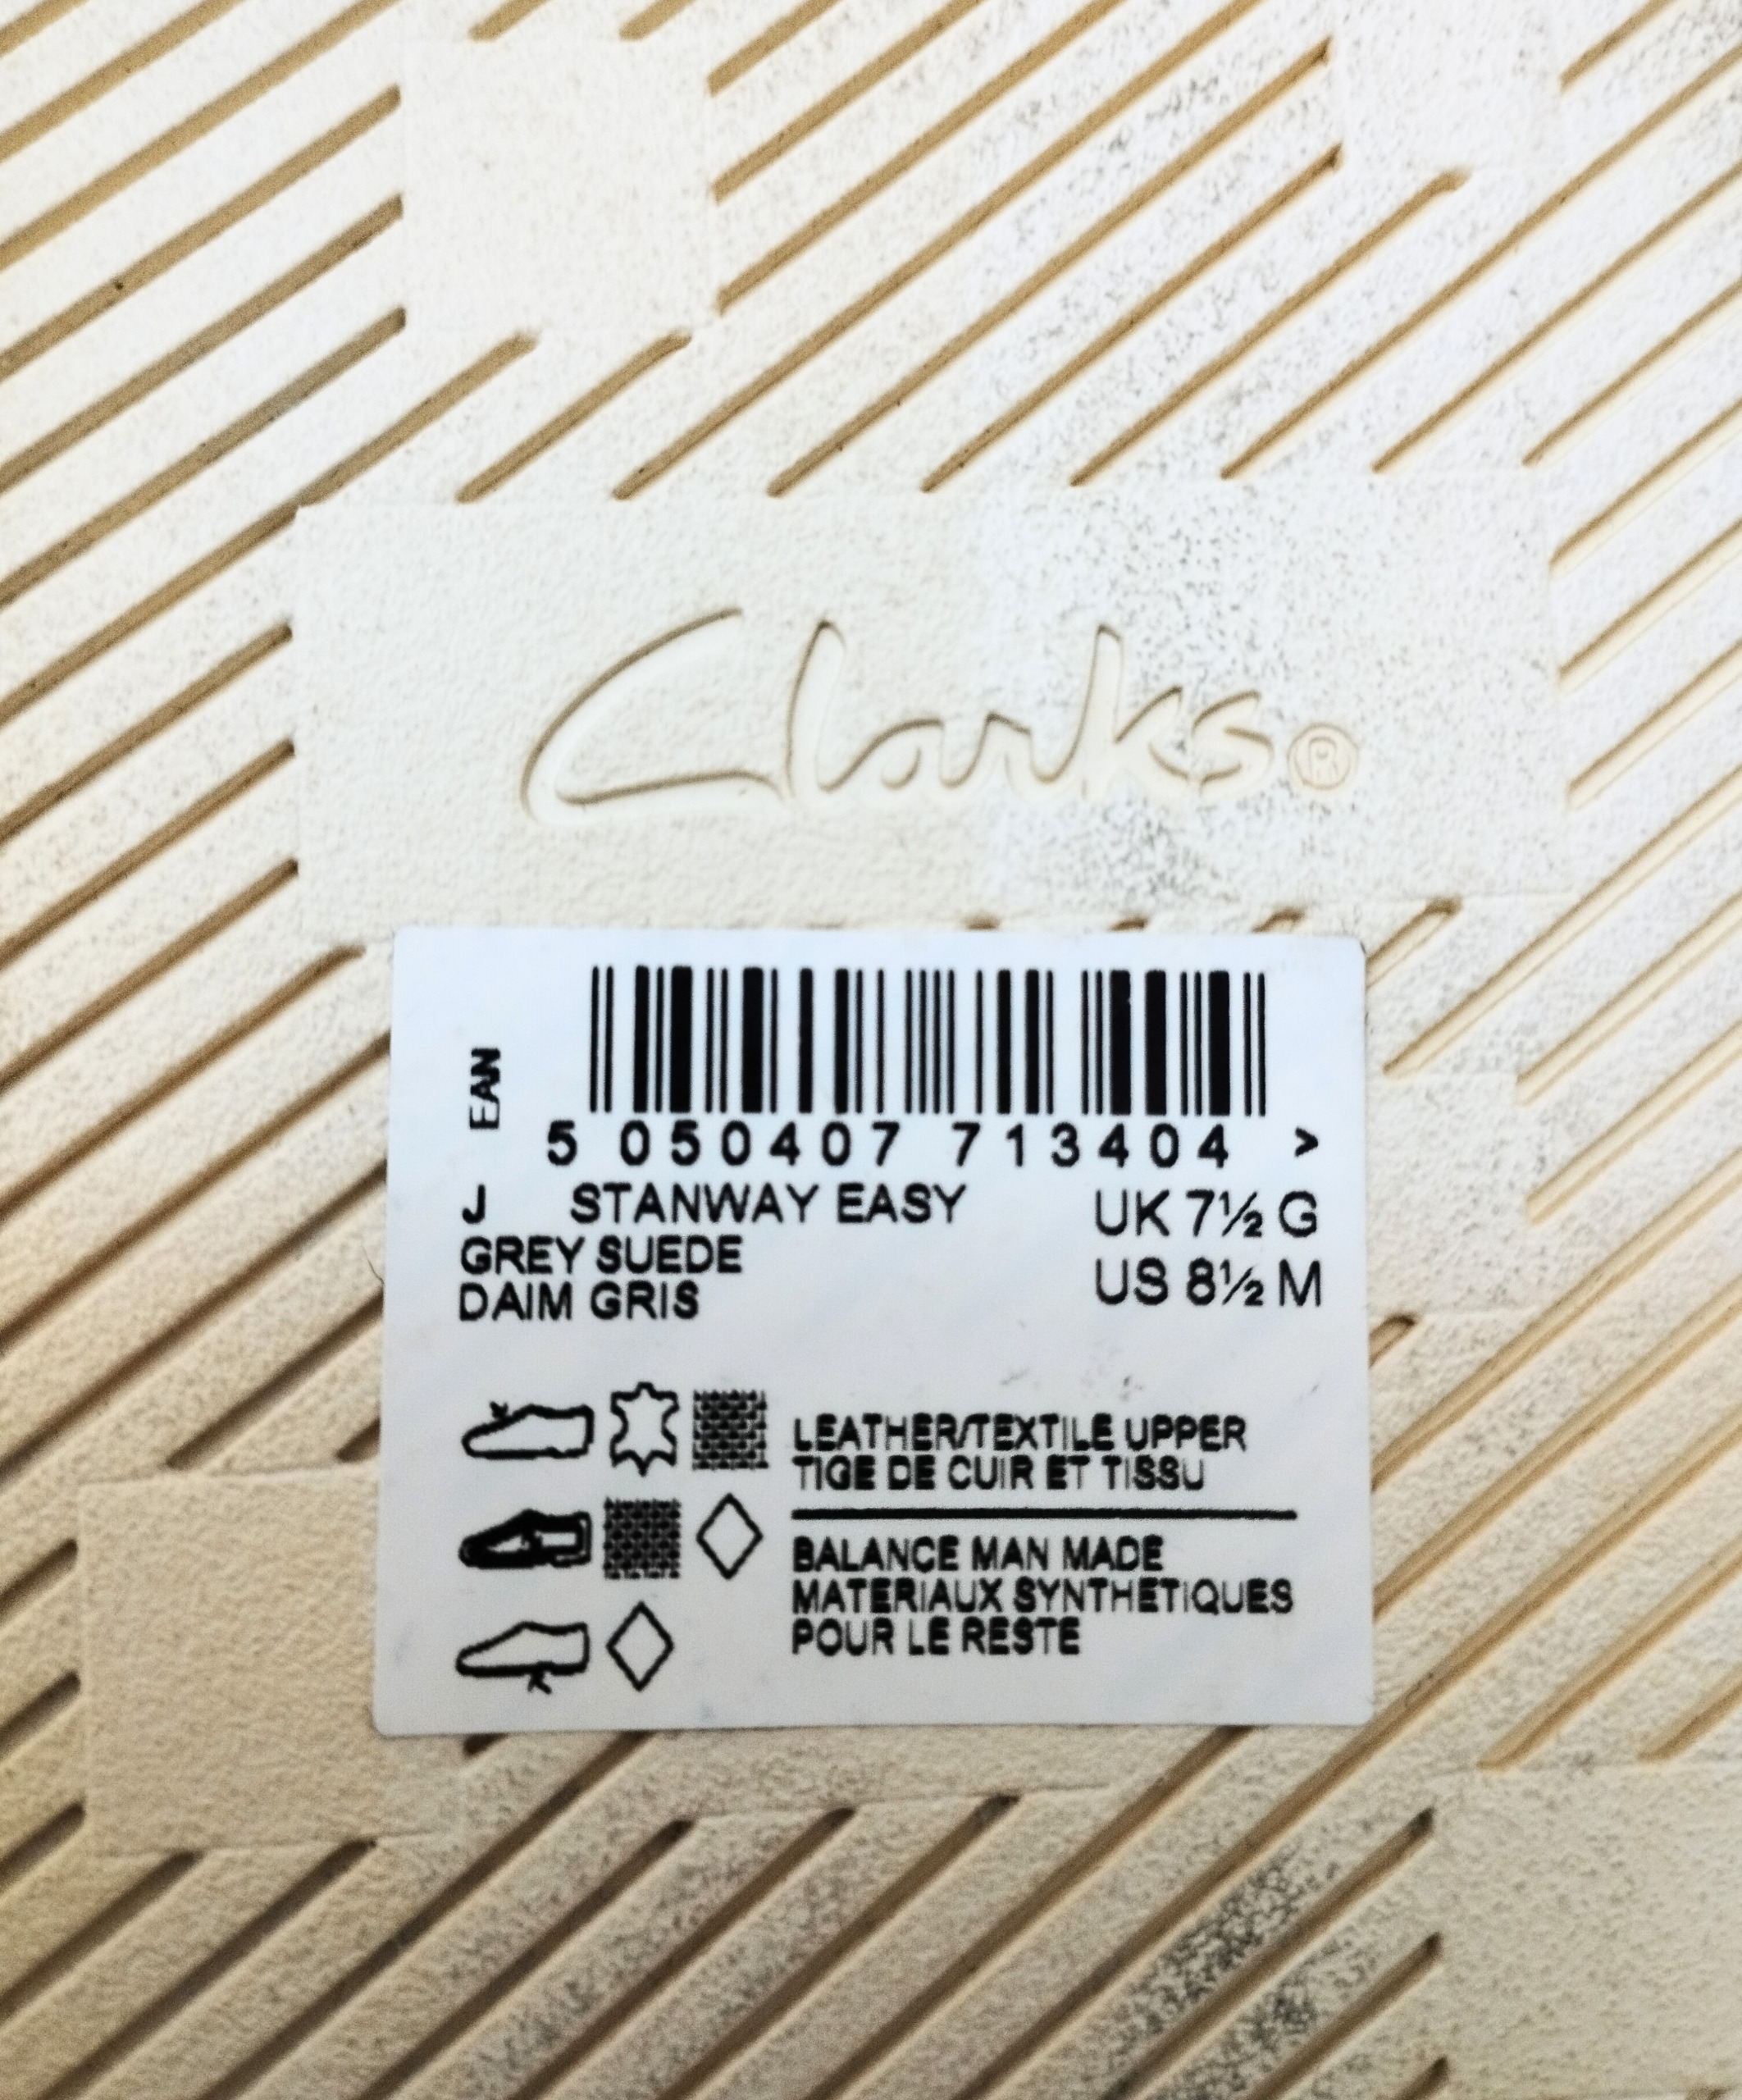 Clarks®
EAN
5 050407 713404 >
J STANWAY EASY
UK 7½ G
GREY SUEDE
US 8½ M
DAIM GRIS
LEATHER/TEXTILE UPPER
TIGE DE CUIR ET TISSU
BALANCE MAN MADE
MATERIAUX SYNTHETIQUES
POUR LE RESTE